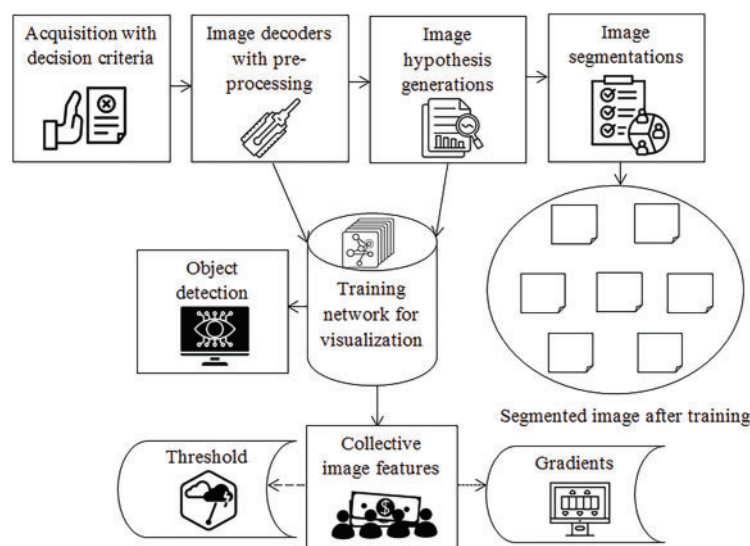 Acquisition with
decision criteria
Image decoders
with pre-
processing
Image
hypothesis
generations
Image
segmentations
Object
detection
Training
network for
visualization
Segmented image after training
Threshold
Collective
image features
Gradients